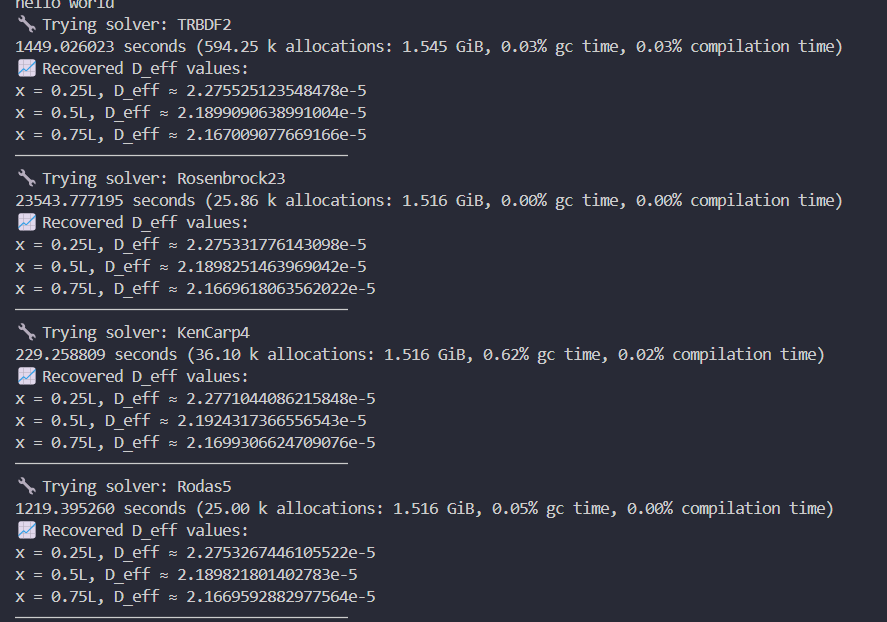 hello world
🔧 Trying solver: TRBDF2
1449.026023 seconds (594.25 k allocations: 1.545 GiB, 0.03% gc time, 0.03% compilation time)
📈 Recovered D_eff values:
x = 0.25L, D_eff ≈ 2.275525123548478e-5
x = 0.5L, D_eff ≈ 2.1899090638991004e-5
x = 0.75L, D_eff ≈ 2.167009077669166e-5
🔧 Trying solver: Rosenbrock23
23543.777195 seconds (25.86 k allocations: 1.516 GiB, 0.00% gc time, 0.00% compilation time)
📈 Recovered D_eff values:
x = 0.25L, D_eff ≈ 2.275331776143098e-5
x = 0.5L, D_eff ≈ 2.1898251463969042e-5
x = 0.75L, D_eff ≈ 2.1669618063562022e-5
🔧 Trying solver: KenCarp4
229.258809 seconds (36.10 k allocations: 1.516 GiB, 0.62% gc time, 0.02% compilation time)
📈 Recovered D_eff values:
x = 0.25L, D_eff ≈ 2.2771044086215848e-5
x = 0.5L, D_eff ≈ 2.1924317366556543e-5
x = 0.75L, D_eff ≈ 2.1699306624709076e-5
🔧 Trying solver: Rodas5
1219.395260 seconds (25.00 k allocations: 1.516 GiB, 0.05% gc time, 0.00% compilation time)
📈 Recovered D_eff values:
x = 0.25L, D_eff ≈ 2.2753267446105522e-5
x = 0.5L, D_eff ≈ 2.189821801402783e-5
x = 0.75L, D_eff ≈ 2.1669592882977564e-5